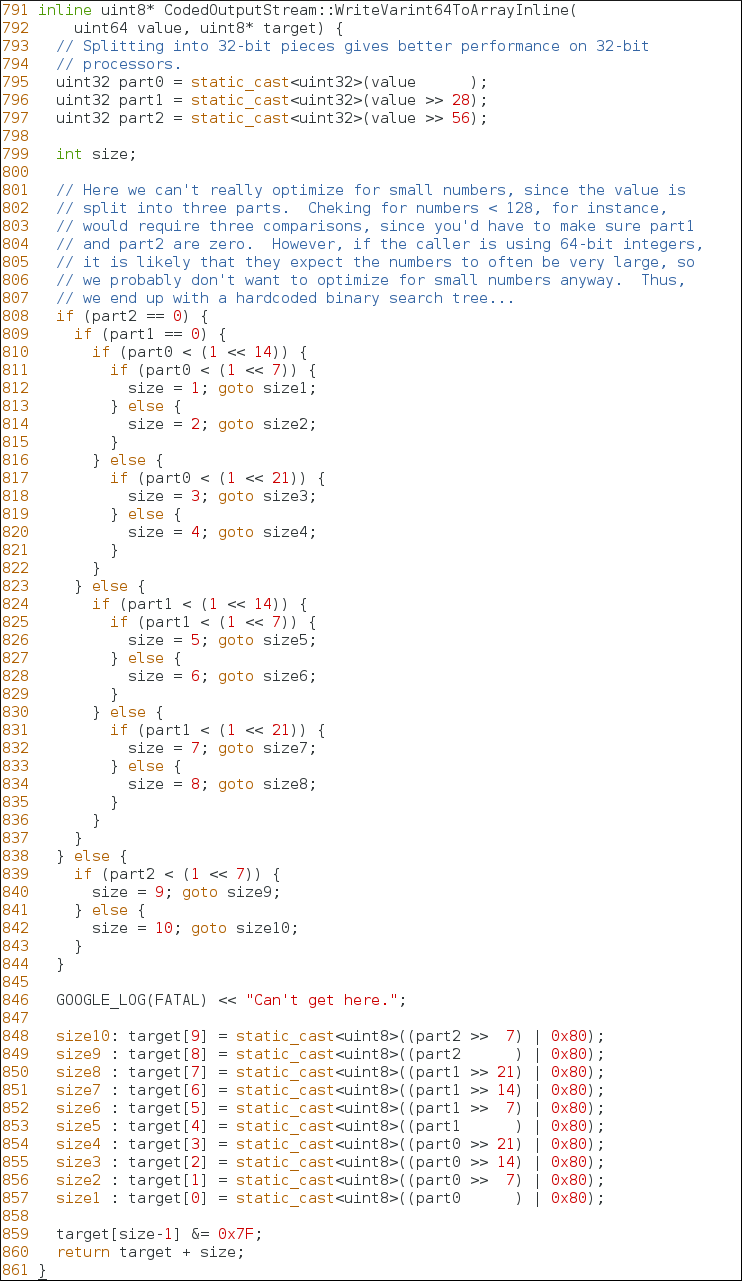 791 inline uint8* CodedOutputStream::WriteVarint64ToArrayInline(
792     uint64 value, uint8* target) {
793   // Splitting into 32-bit pieces gives better performance on 32-bit
794   // processors.
795   uint32 part0 = static_cast<uint32>(value      );
796   uint32 part1 = static_cast<uint32>(value >> 28);
797   uint32 part2 = static_cast<uint32>(value >> 56);
798
799   int size;
800
801   // Here we can't really optimize for small numbers, since the value is
802   // split into three parts.  Cheking for numbers < 128, for instance,
803   // would require three comparisons, since you'd have to make sure part1
804   // and part2 are zero.  However, if the caller is using 64-bit integers,
805   // it is likely that they expect the numbers to often be very large, so
806   // we probably don't want to optimize for small numbers anyway.  Thus,
807   // we end up with a hardcoded binary search tree...
808   if (part2 == 0) {
809     if (part1 == 0) {
810       if (part0 < (1 << 14)) {
811         if (part0 < (1 << 7)) {
812           size = 1; goto size1;
813         } else {
814           size = 2; goto size2;
815         }
816       } else {
817         if (part0 < (1 << 21)) {
818           size = 3; goto size3;
819         } else {
820           size = 4; goto size4;
821         }
822       }
823     } else {
824       if (part1 < (1 << 14)) {
825         if (part1 < (1 << 7)) {
826           size = 5; goto size5;
827         } else {
828           size = 6; goto size6;
829         }
830       } else {
831         if (part1 < (1 << 21)) {
832           size = 7; goto size7;
833         } else {
834           size = 8; goto size8;
835         }
836       }
837     }
838   } else {
839     if (part2 < (1 << 7)) {
840       size = 9; goto size9;
841     } else {
842       size = 10; goto size10;
843     }
844   }
845
846   GOOGLE_LOG(FATAL) << "Can't get here.";
847
848   size10: target[9] = static_cast<uint8>((part2 >>  7) | 0x80);
849   size9 : target[8] = static_cast<uint8>((part2      ) | 0x80);
850   size8 : target[7] = static_cast<uint8>((part1 >> 21) | 0x80);
851   size7 : target[6] = static_cast<uint8>((part1 >> 14) | 0x80);
852   size6 : target[5] = static_cast<uint8>((part1 >>  7) | 0x80);
853   size5 : target[4] = static_cast<uint8>((part1      ) | 0x80);
854   size4 : target[3] = static_cast<uint8>((part0 >> 21) | 0x80);
855   size3 : target[2] = static_cast<uint8>((part0 >> 14) | 0x80);
856   size2 : target[1] = static_cast<uint8>((part0 >>  7) | 0x80);
857   size1 : target[0] = static_cast<uint8>((part0      ) | 0x80);
858
859   target[size-1] &= 0x7F;
860   return target + size;
861 }